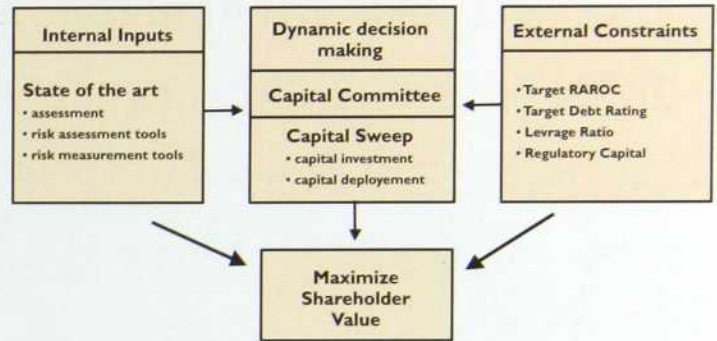 Internal Inputs
State of the art
• assessment
• risk assessment tools
• risk measurement tools
Dynamic decision
making
Capital Committee
Capital Sweep
• capital investment
• capital deployement
External Constraints
• Target RAROC
• Target Debt Rating
• Levrage Ratio
• Regulatory Capital
Maximize
Shareholder
Value